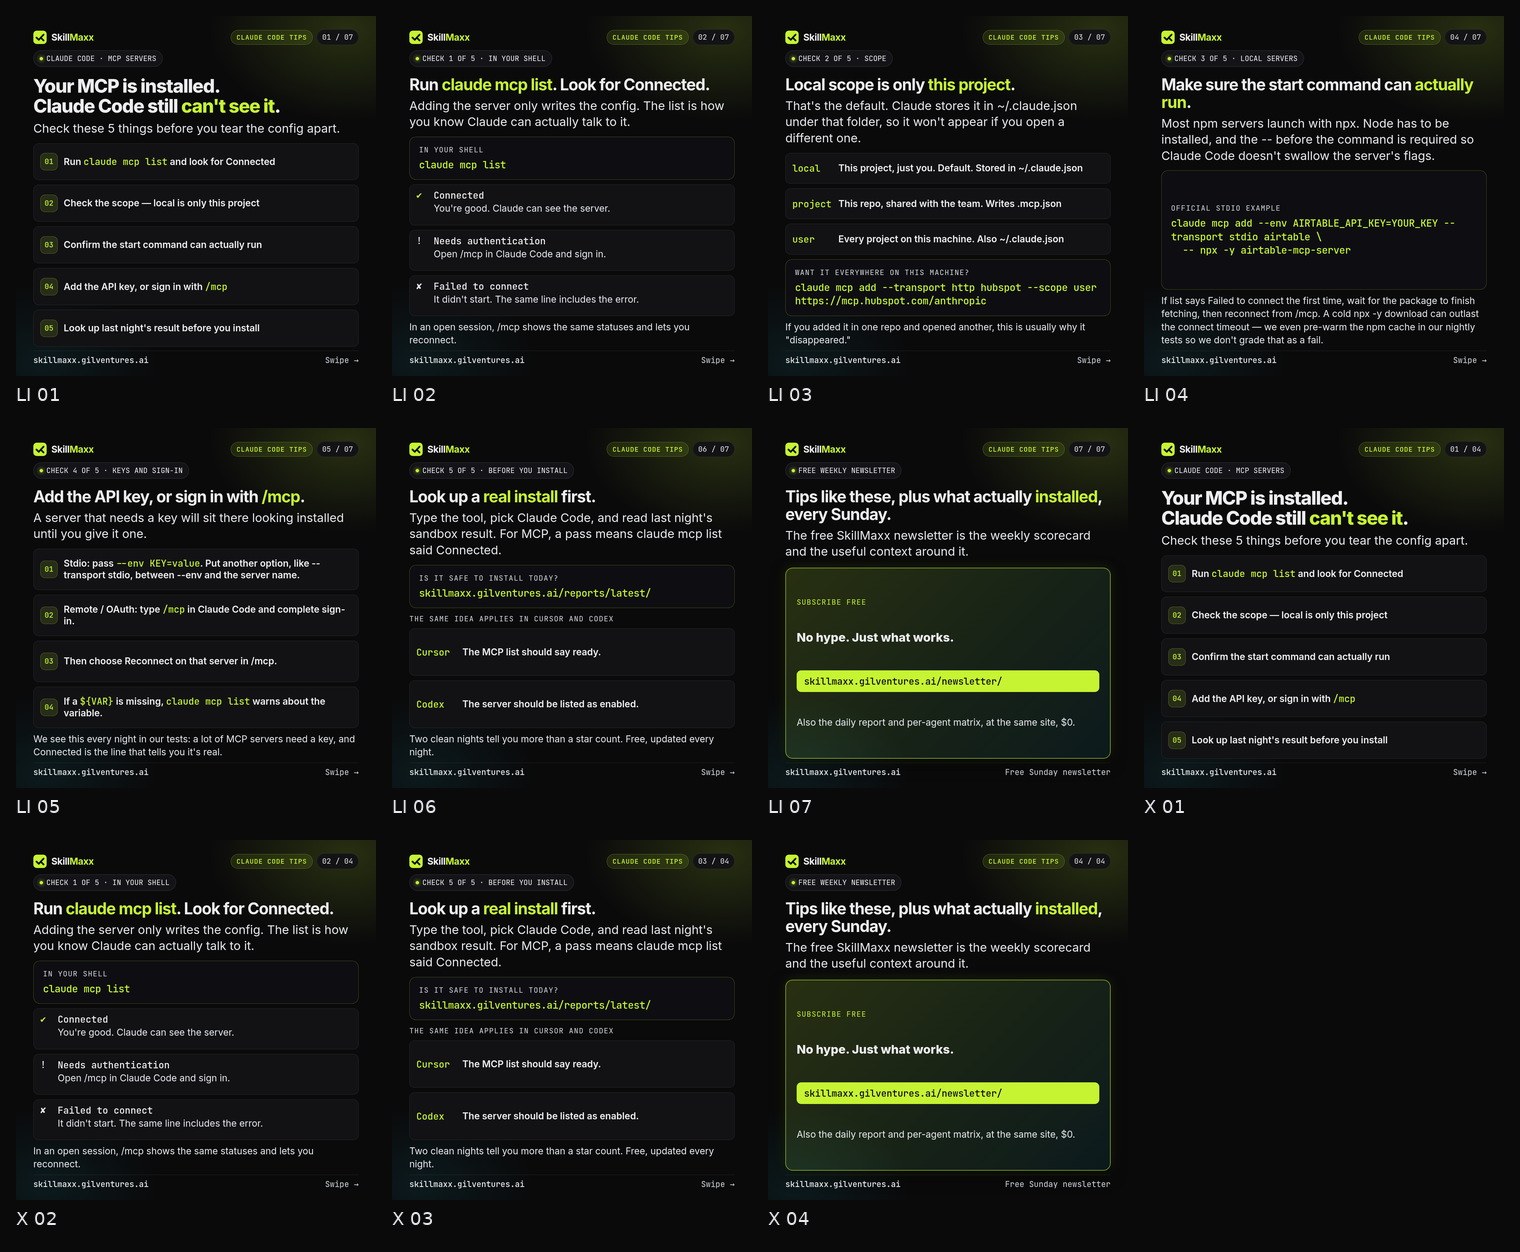 SkillMaxx
CLAUDE CODE TIPS
01 / 07
CLAUDE CODE · MCP SERVERS
Your MCP is installed.
Claude Code still can't see it.
Check these 5 things before you tear the config apart.
01 Run claude mcp list and look for Connected
02 Check the scope — local is only this project
03 Confirm the start command can actually run
04 Add the API key, or sign in with /mcp
05 Look up last night's result before you install
skillmaxx.gilventures.ai
Swipe →
LI 01
SkillMaxx
CLAUDE CODE TIPS
02 / 07
CHECK 1 OF 5 · IN YOUR SHELL
Run claude mcp list. Look for Connected.
Adding the server only writes the config. The list is how
you know Claude can actually talk to it.
IN YOUR SHELL
claude mcp list
✔ Connected
You're good. Claude can see the server.
! Needs authentication
Open /mcp in Claude Code and sign in.
✘ Failed to connect
It didn't start. The same line includes the error.
In an open session, /mcp shows the same statuses and lets you
reconnect.
skillmaxx.gilventures.ai
Swipe →
LI 02
SkillMaxx
CLAUDE CODE TIPS
03 / 07
CHECK 2 OF 5 · SCOPE
Local scope is only this project.
That's the default. Claude stores it in ~/.claude.json
under that folder, so it won't appear if you open a
different one.
local This project, just you. Default. Stored in ~/.claude.json
project This repo, shared with the team. Writes .mcp.json
user Every project on this machine. Also ~/.claude.json
WANT IT EVERYWHERE ON THIS MACHINE?
claude mcp add --transport http hubspot --scope user
https://mcp.hubspot.com/anthropic
If you added it in one repo and opened another, this is usually why it
"disappeared."
skillmaxx.gilventures.ai
Swipe →
LI 03
SkillMaxx
CLAUDE CODE TIPS
04 / 07
CHECK 3 OF 5 · LOCAL SERVERS
Make sure the start command can actually
run.
Most npm servers launch with npx. Node has to be
installed, and the -- before the command is required so
Claude Code doesn't swallow the server's flags.
OFFICIAL STDIO EXAMPLE
claude mcp add --env AIRTABLE_API_KEY=YOUR_KEY --
transport stdio airtable \
-- npx -y airtable-mcp-server
If list says Failed to connect the first time, wait for the package to finish
fetching, then reconnect from /mcp. A cold npx -y download can outlast
the connect timeout — we even pre-warm the npm cache in our nightly
tests so we don't grade that as a fail.
skillmaxx.gilventures.ai
Swipe →
LI 04
SkillMaxx
CLAUDE CODE TIPS
05 / 07
CHECK 4 OF 5 · KEYS AND SIGN-IN
Add the API key, or sign in with /mcp.
A server that needs a key will sit there looking installed
until you give it one.
01 Stdio: pass --env KEY=value. Put another option, like --
transport stdio, between --env and the server name.
02 Remote / OAuth: type /mcp in Claude Code and complete sign-
in.
03 Then choose Reconnect on that server in /mcp.
04 If a ${VAR} is missing, claude mcp list warns about the
variable.
We see this every night in our tests: a lot of MCP servers need a key, and
Connected is the line that tells you it's real.
skillmaxx.gilventures.ai
Swipe →
LI 05
SkillMaxx
CLAUDE CODE TIPS
06 / 07
CHECK 5 OF 5 · BEFORE YOU INSTALL
Look up a real install first.
Type the tool, pick Claude Code, and read last night's
sandbox result. For MCP, a pass means claude mcp list
said Connected.
IS IT SAFE TO INSTALL TODAY?
skillmaxx.gilventures.ai/reports/latest/
THE SAME IDEA APPLIES IN CURSOR AND CODEX
Cursor The MCP list should say ready.
Codex The server should be listed as enabled.
Two clean nights tell you more than a star count. Free, updated every
night.
skillmaxx.gilventures.ai
Swipe →
LI 06
SkillMaxx
CLAUDE CODE TIPS
07 / 07
FREE WEEKLY NEWSLETTER
Tips like these, plus what actually installed,
every Sunday.
The free SkillMaxx newsletter is the weekly scorecard
and the useful context around it.
SUBSCRIBE FREE
No hype. Just what works.
skillmaxx.gilventures.ai/newsletter/
Also the daily report and per-agent matrix, at the same site, $0.
skillmaxx.gilventures.ai
Free Sunday newsletter
LI 07
SkillMaxx
CLAUDE CODE TIPS
01 / 04
CLAUDE CODE · MCP SERVERS
Your MCP is installed.
Claude Code still can't see it.
Check these 5 things before you tear the config apart.
01 Run claude mcp list and look for Connected
02 Check the scope — local is only this project
03 Confirm the start command can actually run
04 Add the API key, or sign in with /mcp
05 Look up last night's result before you install
skillmaxx.gilventures.ai
Swipe →
X 01
SkillMaxx
CLAUDE CODE TIPS
02 / 04
CHECK 1 OF 5 · IN YOUR SHELL
Run claude mcp list. Look for Connected.
Adding the server only writes the config. The list is how
you know Claude can actually talk to it.
IN YOUR SHELL
claude mcp list
✔ Connected
You're good. Claude can see the server.
! Needs authentication
Open /mcp in Claude Code and sign in.
✘ Failed to connect
It didn't start. The same line includes the error.
In an open session, /mcp shows the same statuses and lets you
reconnect.
skillmaxx.gilventures.ai
Swipe →
X 02
SkillMaxx
CLAUDE CODE TIPS
03 / 04
CHECK 5 OF 5 · BEFORE YOU INSTALL
Look up a real install first.
Type the tool, pick Claude Code, and read last night's
sandbox result. For MCP, a pass means claude mcp list
said Connected.
IS IT SAFE TO INSTALL TODAY?
skillmaxx.gilventures.ai/reports/latest/
THE SAME IDEA APPLIES IN CURSOR AND CODEX
Cursor The MCP list should say ready.
Codex The server should be listed as enabled.
Two clean nights tell you more than a star count. Free, updated every
night.
skillmaxx.gilventures.ai
Swipe →
X 03
SkillMaxx
CLAUDE CODE TIPS
04 / 04
FREE WEEKLY NEWSLETTER
Tips like these, plus what actually installed,
every Sunday.
The free SkillMaxx newsletter is the weekly scorecard
and the useful context around it.
SUBSCRIBE FREE
No hype. Just what works.
skillmaxx.gilventures.ai/newsletter/
Also the daily report and per-agent matrix, at the same site, $0.
skillmaxx.gilventures.ai
Free Sunday newsletter
X 04